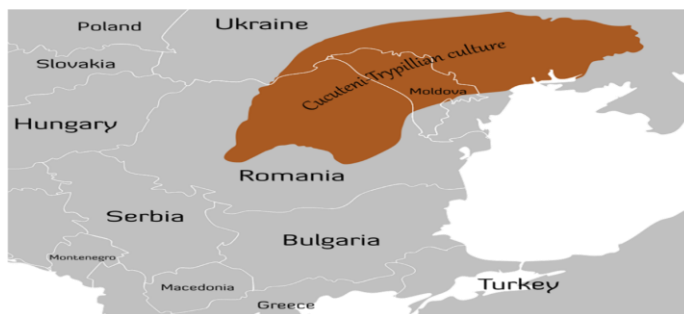 Poland
Ukraine
Slovakia
Cucuteni-Trypillian culture
Moldova
Hungary
Romania
Serbia
Bulgaria
Montenegro
Macedonia
Turkey
Greece